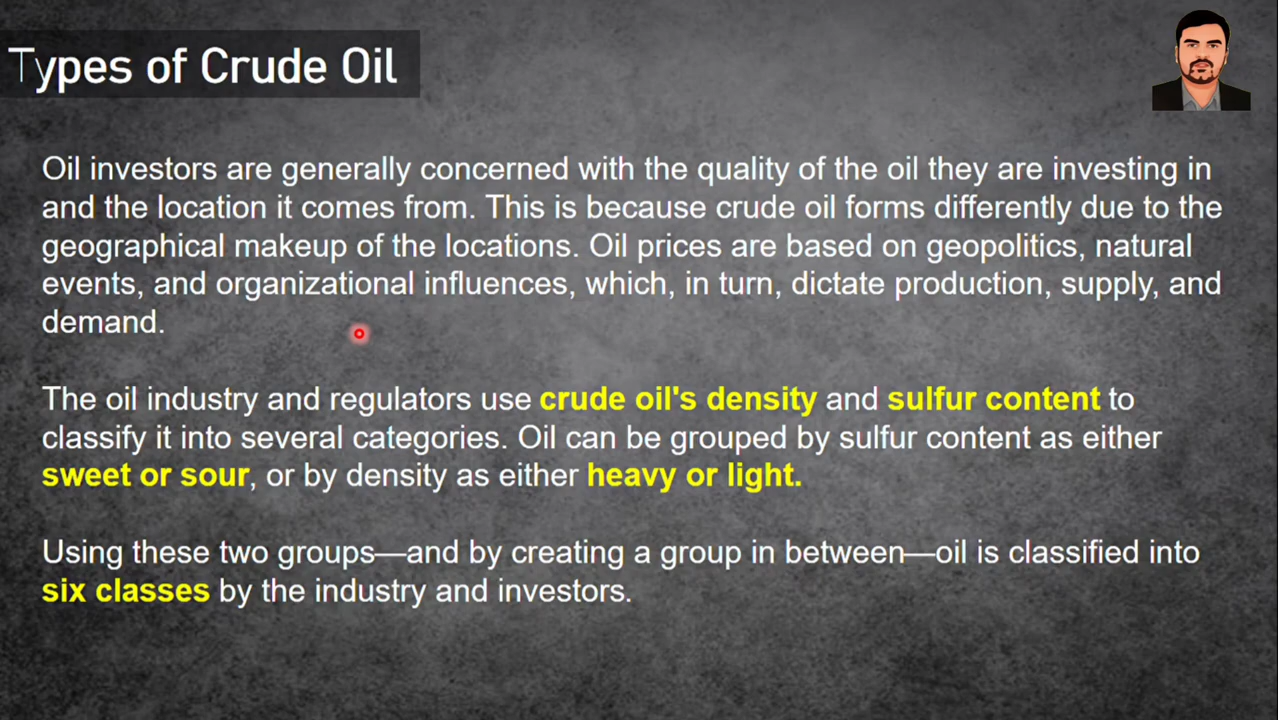 Types of Crude Oil
Oil investors are generally concerned with the quality of the oil they are investing in
and the location it comes from. This is because crude oil forms differently due to the
geographical makeup of the locations. Oil prices are based on geopolitics, natural
events, and organizational influences, which, in turn, dictate production, supply, and
demand.
The oil industry and regulators use crude oil's density and sulfur content to
classify it into several categories. Oil can be grouped by sulfur content as either
sweet or sour, or by density as either heavy or light.
Using these two groups—and by creating a group in between—oil is classified into
six classes by the industry and investors.